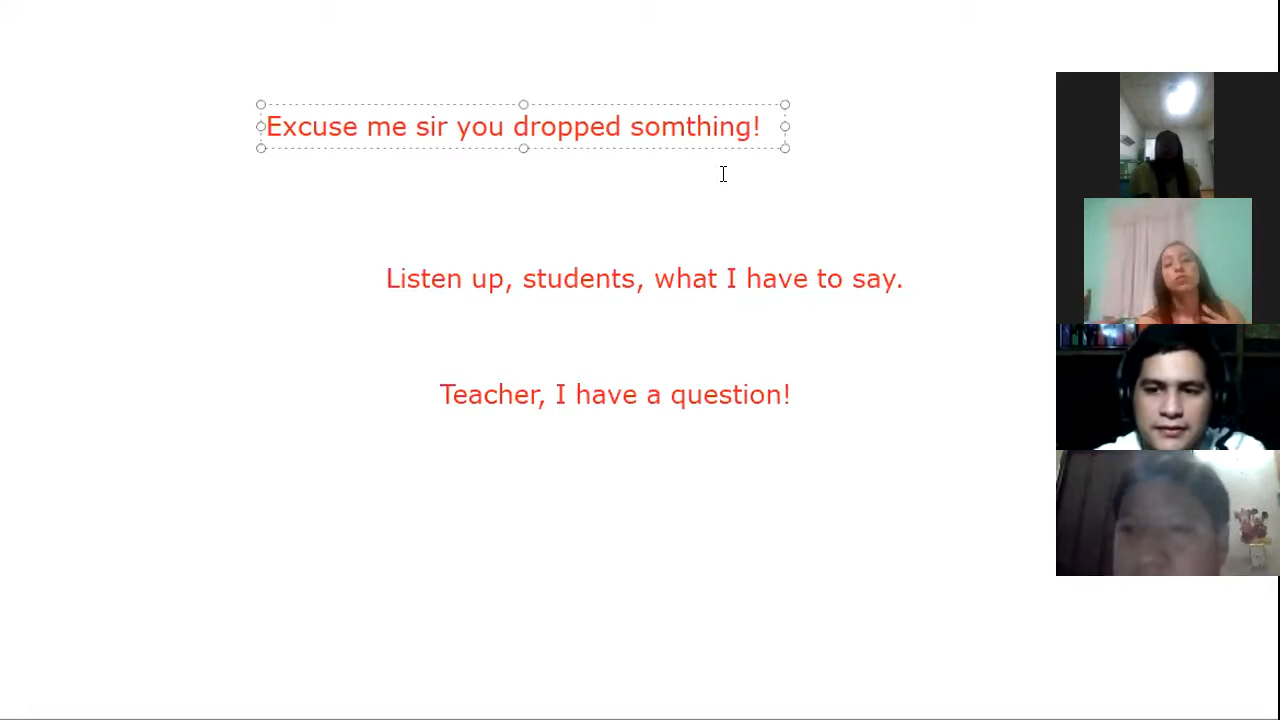 Excuse me sir you dropped somthing!
Listen up, students, what I have to say.
Teacher, I have a question!